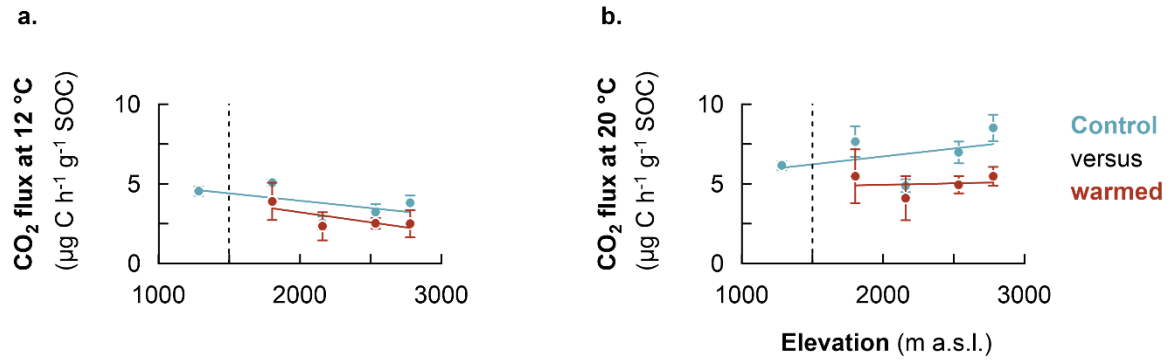 a.
CO₂ flux at 12 °C
(µg C h⁻¹ g⁻¹ SOC)
10
5
0
1000
2000
3000
b.
CO₂ flux at 20 °C
(µg C h⁻¹ g⁻¹ SOC)
10
5
0
1000
2000
3000
Elevation (m a.s.l.)
Control
versus
warmed